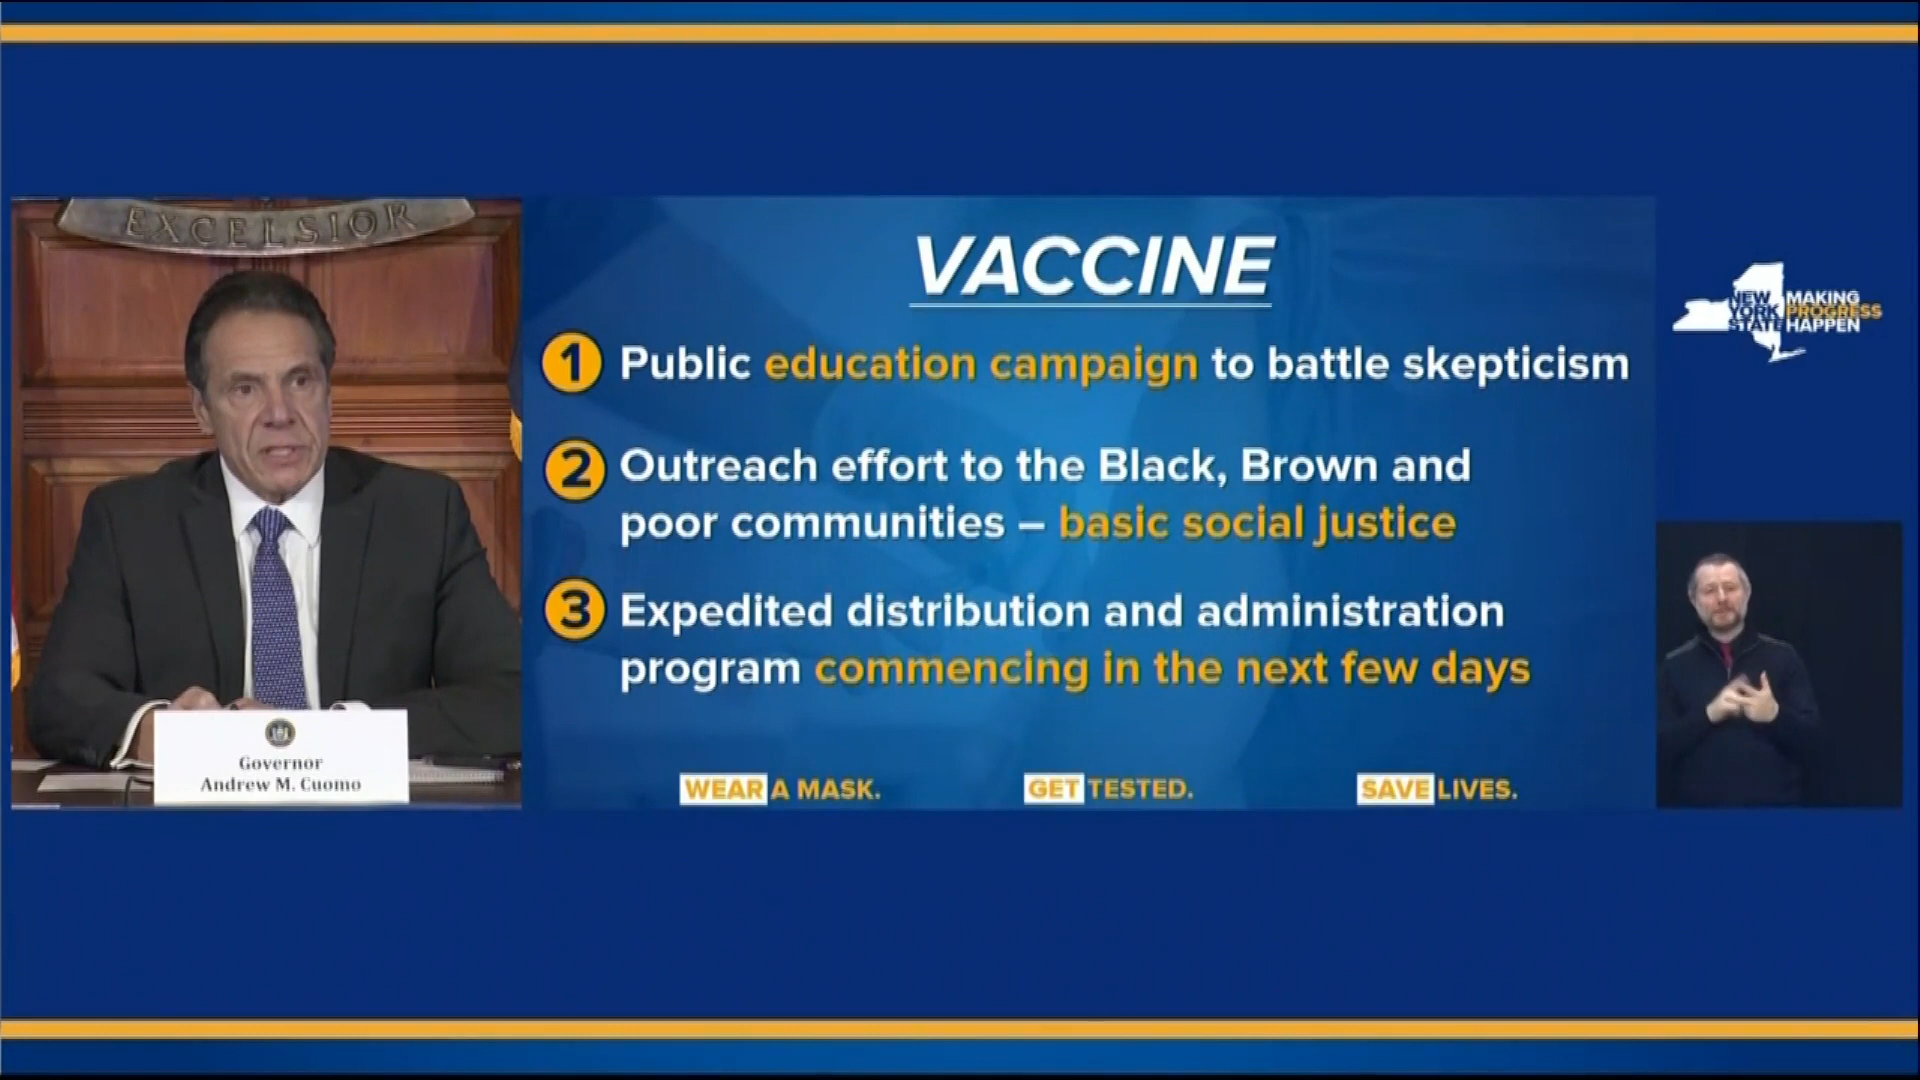 EXCELSIOR
Governor
Andrew M. Cuomo
VACCINE
1 Public education campaign to battle skepticism
2 Outreach effort to the Black, Brown and
poor communities – basic social justice
3 Expedited distribution and administration
program commencing in the next few days
WEAR A MASK. GET TESTED. SAVE LIVES.
NEW YORK STATE
MAKING
PROGRESS
HAPPEN